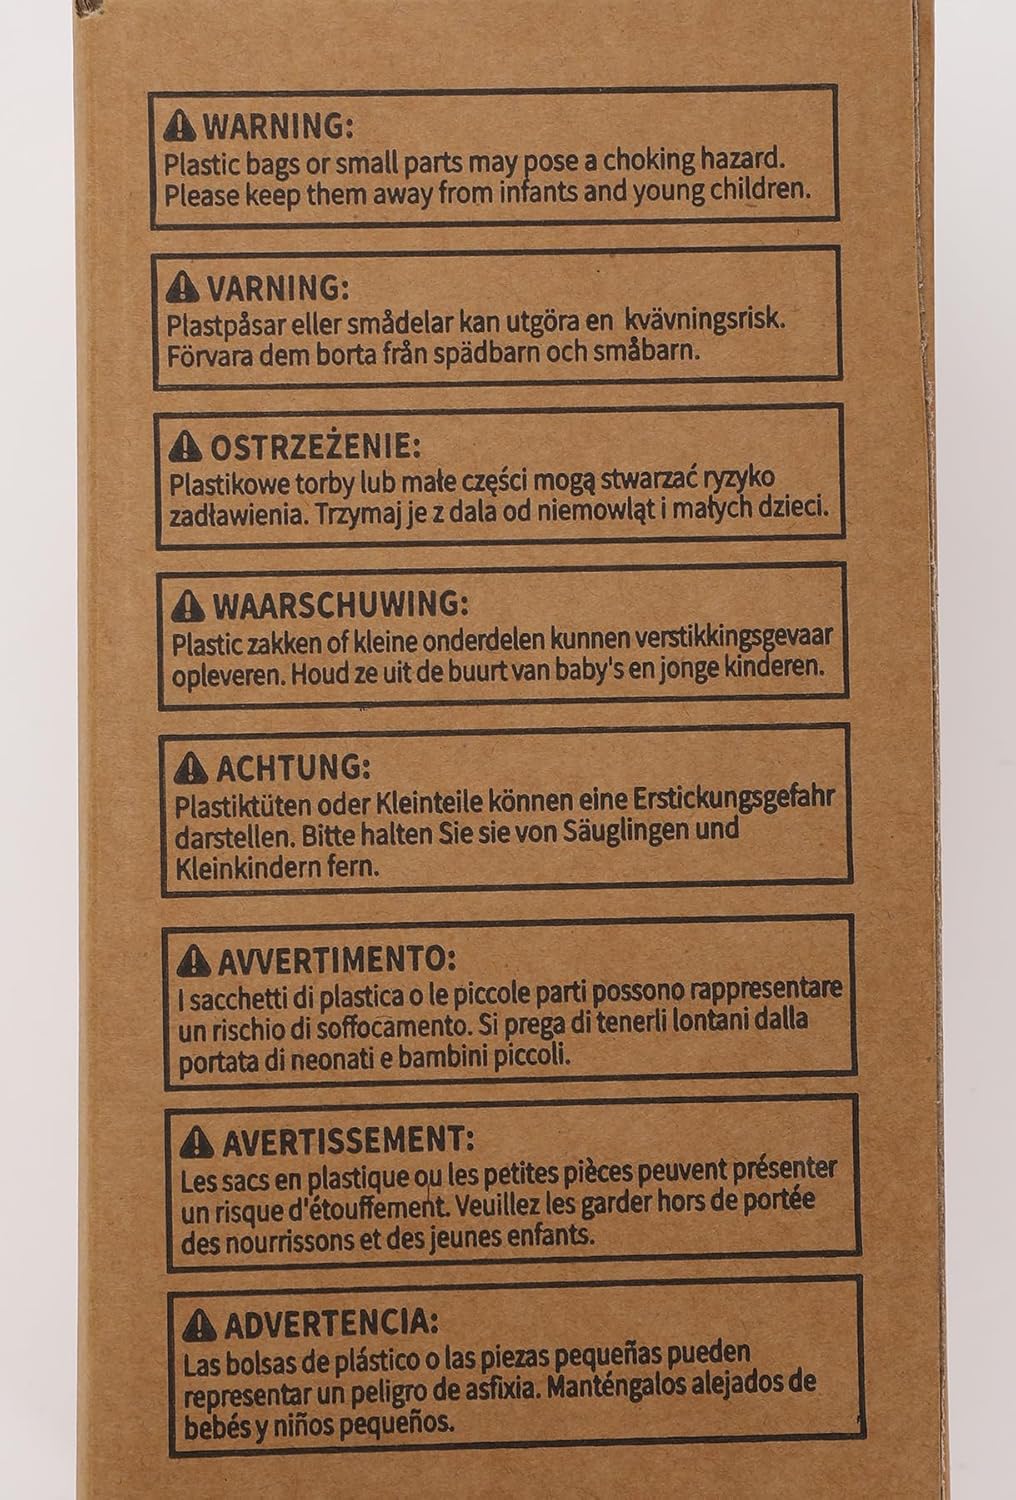 WARNING:
Plastic bags or small parts may pose a choking hazard.
Please keep them away from infants and young children.
VARNING:
Plastpåsar eller smådelar kan utgöra en kvävningsrisk.
Förvara dem borta från spädbarn och småbarn.
OSTRZEŻENIE:
Plastikowe torby lub małe części mogą stwarzać ryzyko
zadławienia. Trzymaj je z dala od niemowląt i małych dzieci.
WAARSCHUWING:
Plastic zakken of kleine onderdelen kunnen verstikkingsgevaar
opleveren. Houd ze uit de buurt van baby's en jonge kinderen.
ACHTUNG:
Plastiktüten oder Kleinteile können eine Erstickungsgefahr
darstellen. Bitte halten Sie sie von Säuglingen und
Kleinkindern fern.
AVVERTIMENTO:
I sacchetti di plastica o le piccole parti possono rappresentare
un rischio di soffocamento. Si prega di tenerli lontani dalla
portata di neonati e bambini piccoli.
AVERTISSEMENT:
Les sacs en plastique ou les petites pièces peuvent présenter
un risque d'étouffement. Veuillez les garder hors de portée
des nourrissons et des jeunes enfants.
ADVERTENCIA:
Las bolsas de plástico o las piezas pequeñas pueden
representar un peligro de asfixia. Manténgalos alejados de
bebés y niños pequeños.